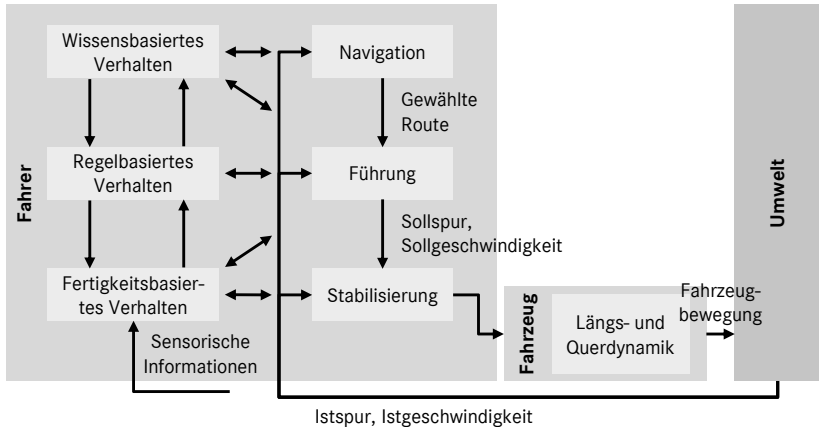 Wissensbasiertes
Verhalten
Navigation
Gewählte
Route
Regelbasiertes
Verhalten
Führung
Fahrer
Umwelt
Sollspur,
Sollgeschwindigkeit
Fertigkeitsbasier-
tes Verhalten
Stabilisierung
Fahrzeug
Längs- und
Querdynamik
Fahrzeug-
bewegung
Sensorische
Informationen
Istspur, Istgeschwindigkeit